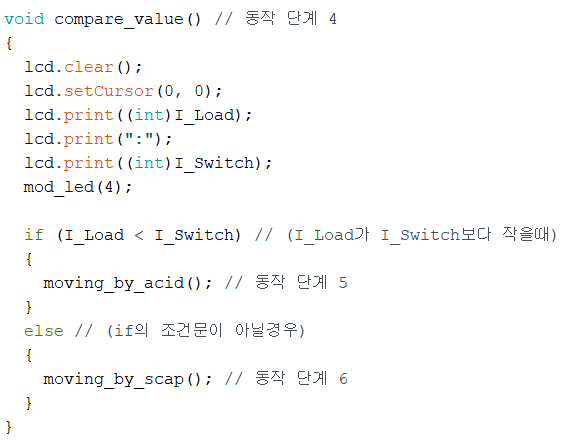 void compare_value() // 동작 단계 4
{
lcd.clear();
lcd.setCursor(0, 0);
lcd.print((int)I_Load);
lcd.print(":");
lcd.print((int)I_Switch);
mod_led(4);
if (I_Load < I_Switch) // (I_Load가 I_Switch보다 작을때)
{
moving_by_acid(); // 동작 단계 5
}
else // (if의 조건문이 아닐경우)
{
moving_by_scap(); // 동작 단계 6
}
}